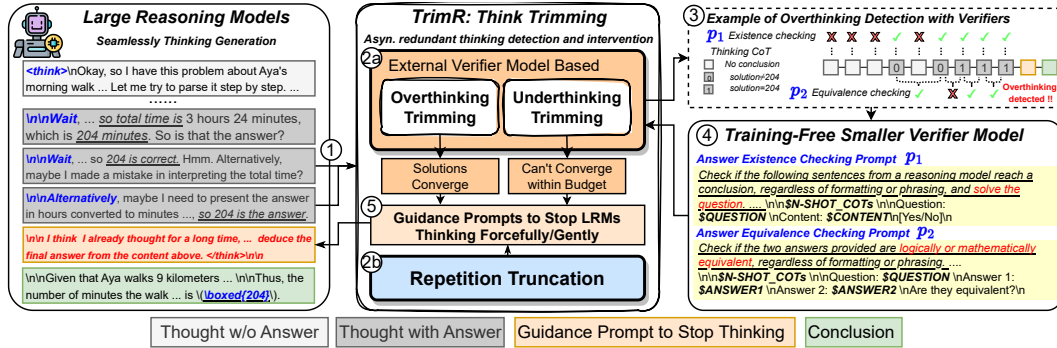 Large Reasoning Models
Seamlessly Thinking Generation
<think>\nOkay, so I have this problem about Aya's
morning walk ... Let me try to parse it step by step. ...
......
\n\nWait, ... so total time is 3 hours 24 minutes,
which is 204 minutes. So is that the answer?
\n\nWait, ... so 204 is correct. Hmm. Alternatively,
maybe I made a mistake in interpreting the total time?
\n\nAlternatively, maybe I need to present the answer
in hours converted to minutes ..., so 204 is the answer.
\n\n I think I already thought for a long time, ... deduce the
final answer from the content above. </think>\n\n
\n\nGiven that Aya walks 9 kilometers ... \n\nThus, the
number of minutes the walk ... is \(\boxed{204}\).
1
TrimR: Think Trimming
Asyn. redundant thinking detection and intervention
2a
External Verifier Model Based
Overthinking
Trimming
Underthinking
Trimming
Solutions
Converge
Can't Converge
within Budget
5
Guidance Prompts to Stop LRMs
Thinking Forcefully/Gently
2b
Repetition Truncation
3
Example of Overthinking Detection with Verifiers
p1 Existence checking X X X ✓ X ✓ ✓ ✓
Thinking CoT
No conclusion
0 solution≠204
1 solution=204
0 0 1 1 1
p2 Equivalence checking ✓ X ✓ ✓
Overthinking
detected !!
4
Training-Free Smaller Verifier Model
Answer Existence Checking Prompt p1
Check if the following sentences from a reasoning model reach a
conclusion, regardless of formatting or phrasing, and solve the
question. .... \n\n$N-SHOT_COTs \n\nQuestion:
$QUESTION \nContent: $CONTENT\n[Yes/No]\n
Answer Equivalence Checking Prompt p2
Check if the two answers provided are logically or mathematically
equivalent, regardless of formatting or phrasing. ....
\n\n$N-SHOT_COTs \n\nQuestion: $QUESTION \nAnswer 1:
$ANSWER1 \nAnswer 2: $ANSWER2 \nAre they equivalent?\n
Thought w/o Answer
Thought with Answer
Guidance Prompt to Stop Thinking
Conclusion